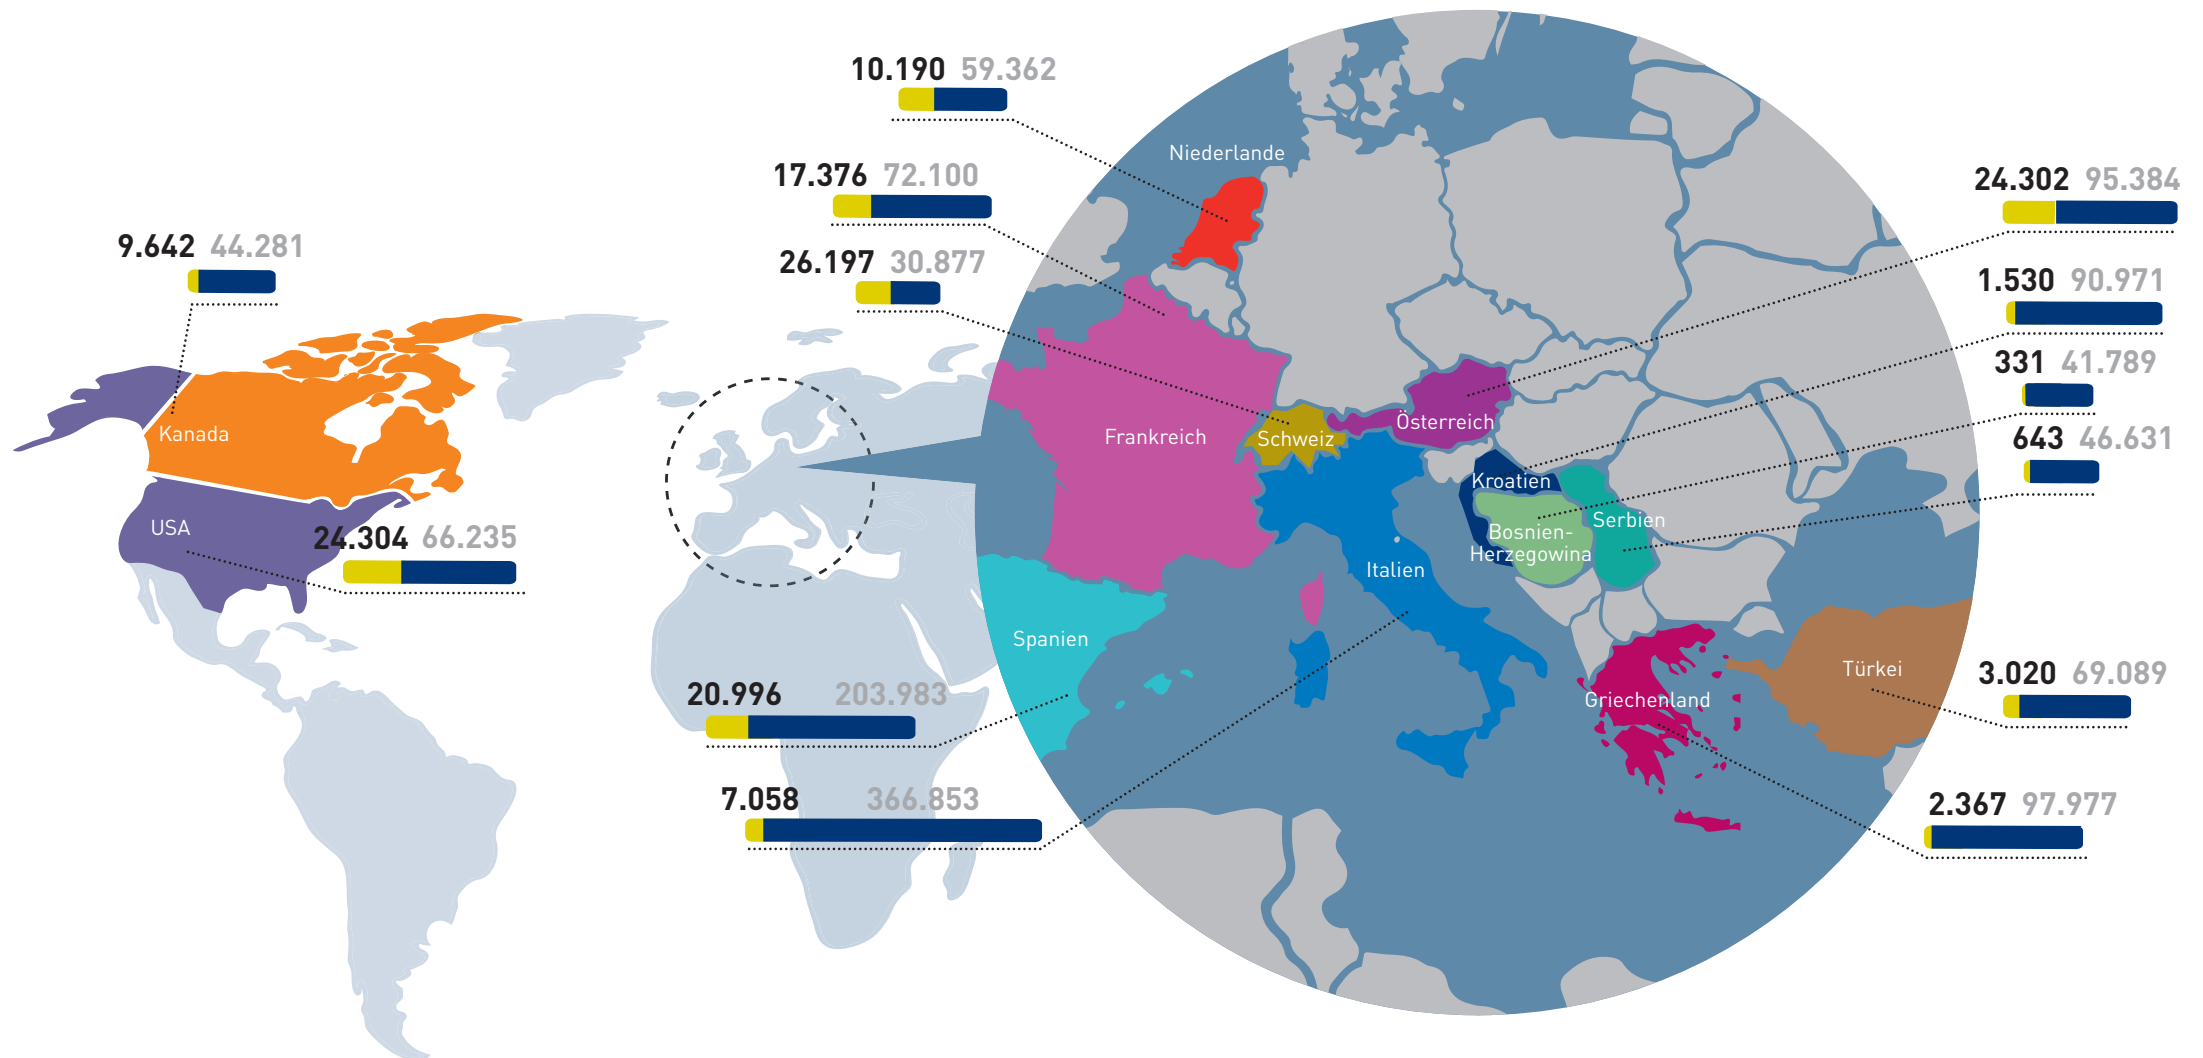 10.190 59.362
Niederlande
17.376 72.100
24.302 95.384
9.642 44.281
26.197 30.877
1.530 90.971
331 41.789
Kanada
Frankreich
Schweiz
Österreich
643 46.631
Kroatien
USA
24.304 66.235
Serbien
Bosnien-
Herzegowina
Italien
Spanien
Türkei
3.020 69.089
20.996 203.983
Griechenland
7.058 366.853
2.367 97.977